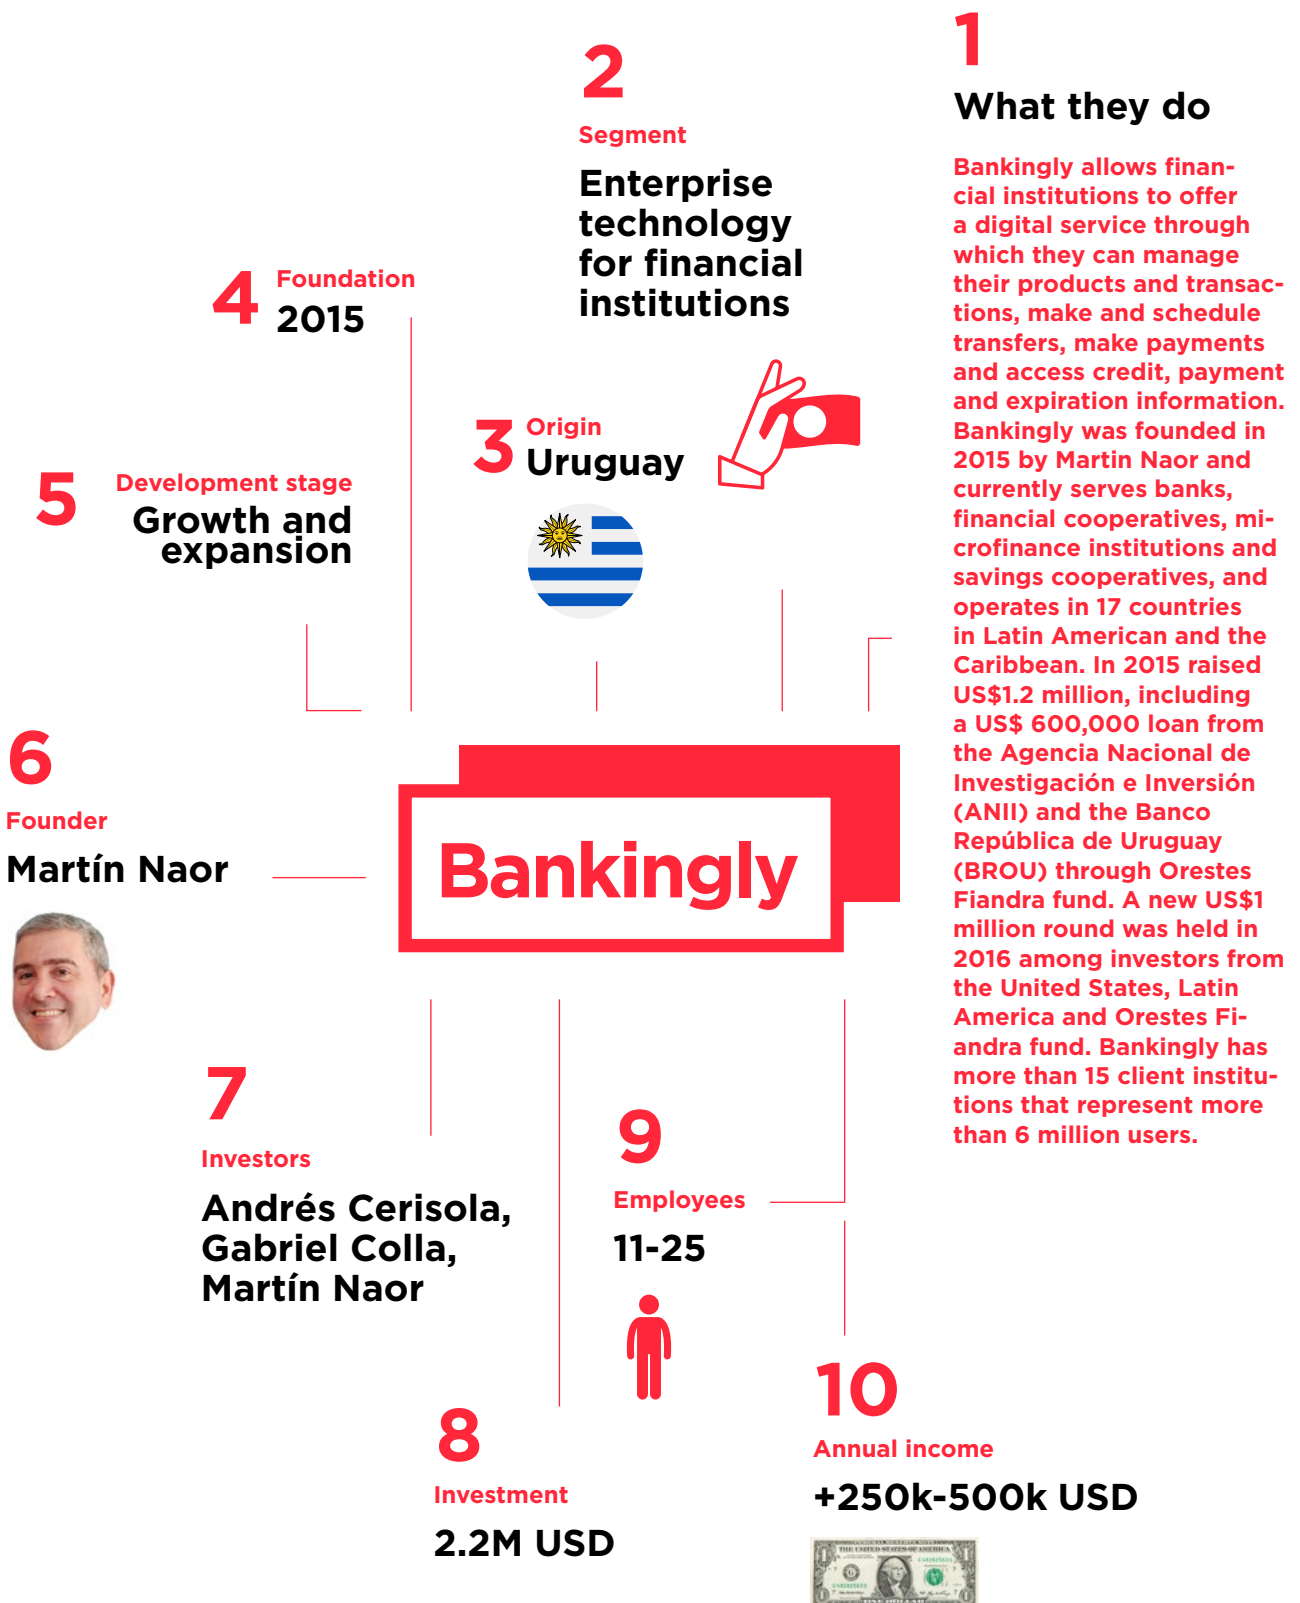 1
What they do
Bankingly allows finan-
cial institutions to offer
a digital service through
which they can manage
their products and transac-
tions, make and schedule
transfers, make payments
and access credit, payment
and expiration information.
Bankingly was founded in
2015 by Martin Naor and
currently serves banks,
financial cooperatives, mi-
crofinance institutions and
savings cooperatives, and
operates in 17 countries
in Latin American and the
Caribbean. In 2015 raised
US$1.2 million, including
a US$ 600,000 loan from
the Agencia Nacional de
Investigación e Inversión
(ANII) and the Banco
República de Uruguay
(BROU) through Orestes
Fiandra fund. A new US$1
million round was held in
2016 among investors from
the United States, Latin
America and Orestes Fi-
andra fund. Bankingly has
more than 15 client institu-
tions that represent more
than 6 million users.
2
Segment
Enterprise
technology
for financial
institutions
3
Origin
Uruguay
4
Foundation
2015
5
Development stage
Growth and
expansion
6
Founder
Martín Naor
Bankingly
7
Investors
Andrés Cerisola,
Gabriel Colla,
Martín Naor
8
Investment
2.2M USD
9
Employees
11-25
10
Annual income
+250k-500k USD
THE UNITED STATES OF AMERICA
ONE DOLLAR